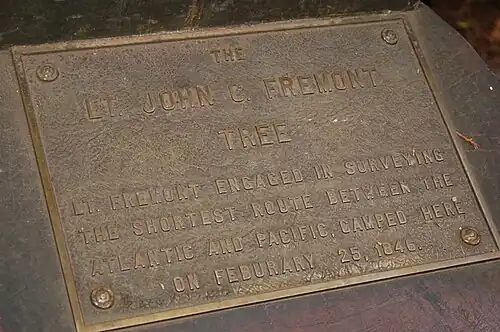 THE
LT. JOHN C. FREMONT
TREE
LT. FREMONT ENGAGED IN SURVEYING
THE SHORTEST ROUTE BETWEEN THE
ATLANTIC AND PACIFIC, CAMPED HERE
ON FEBURARY 25, 1846.